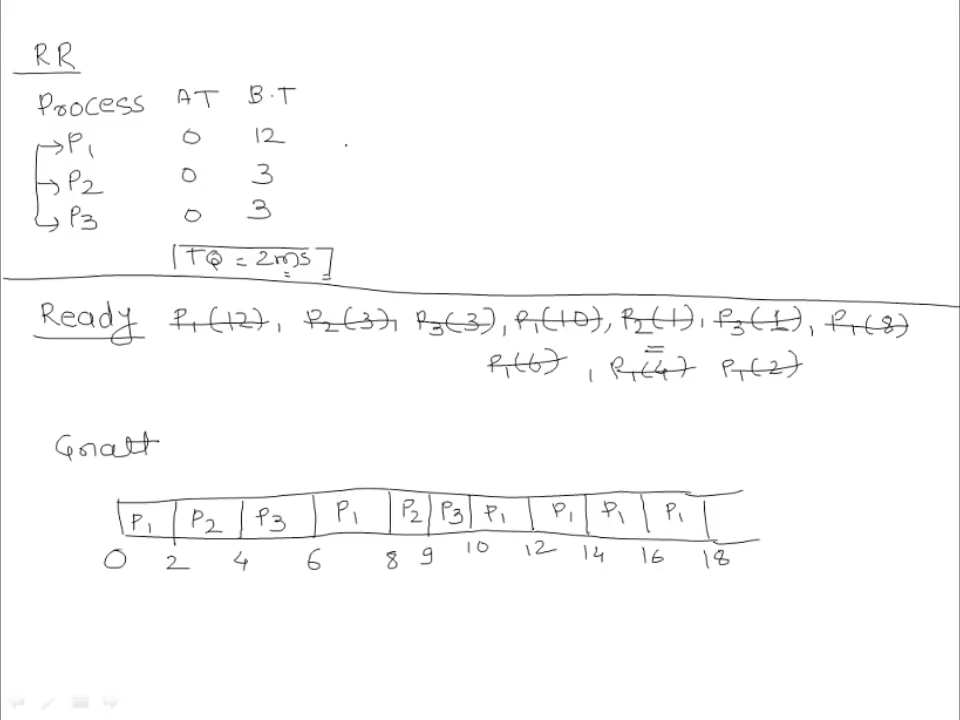 RR
Process AT B.T
P1 0 12
P2 0 3
P3 0 3
TQ = 2ms
Ready P1(12), P2(3), P3(3), P1(10), P2(1), P3(1), P1(8)
P1(6), P1(4) P1(2)
Gnatt
P1 P2 P3 P1 P2 P3 P1 P1 P1 P1
0 2 4 6 8 9 10 12 14 16 18